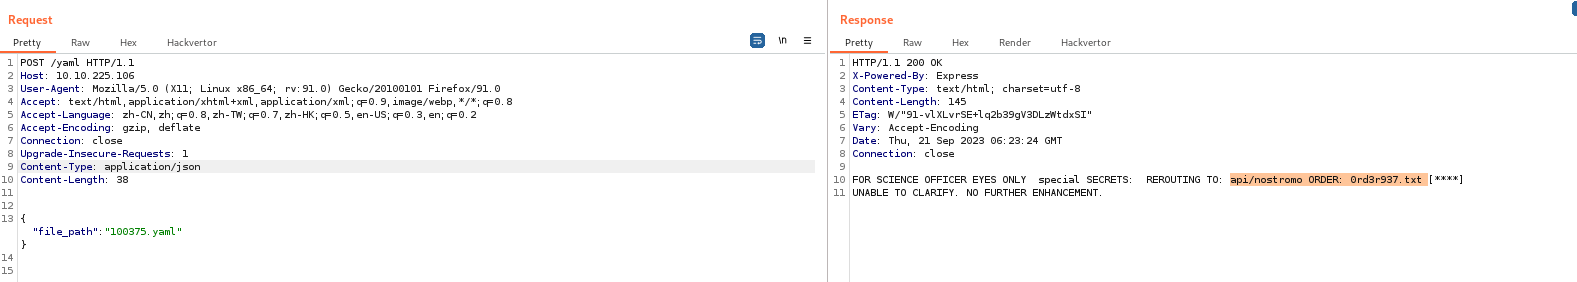 Request
Pretty Raw Hex Hackvertor \n
1 POST /yaml HTTP/1.1
2 Host: 10.10.225.106
3 User-Agent: Mozilla/5.0 (X11; Linux x86_64; rv:91.0) Gecko/20100101 Firefox/91.0
4 Accept: text/html,application/xhtml+xml,application/xml;q=0.9,image/webp,*/*;q=0.8
5 Accept-Language: zh-CN,zh;q=0.8,zh-TW;q=0.7,zh-HK;q=0.5,en-US;q=0.3,en;q=0.2
6 Accept-Encoding: gzip, deflate
7 Connection: close
8 Upgrade-Insecure-Requests: 1
9 Content-Type: application/json
10 Content-Length: 38
11
12
13 {
"file_path":"100375.yaml"
}
14
15
Response
Pretty Raw Hex Render Hackvertor
1 HTTP/1.1 200 OK
2 X-Powered-By: Express
3 Content-Type: text/html; charset=utf-8
4 Content-Length: 145
5 ETag: W/"91-vlXLvrSE+lq2b39gV3DLzWtdxSI"
6 Vary: Accept-Encoding
7 Date: Thu, 21 Sep 2023 06:23:24 GMT
8 Connection: close
9
10 FOR SCIENCE OFFICER EYES ONLY special SECRETS: REROUTING TO: api/nostromo ORDER: 0rd3r937.txt [****]
11 UNABLE TO CLARIFY. NO FURTHER ENHANCEMENT.